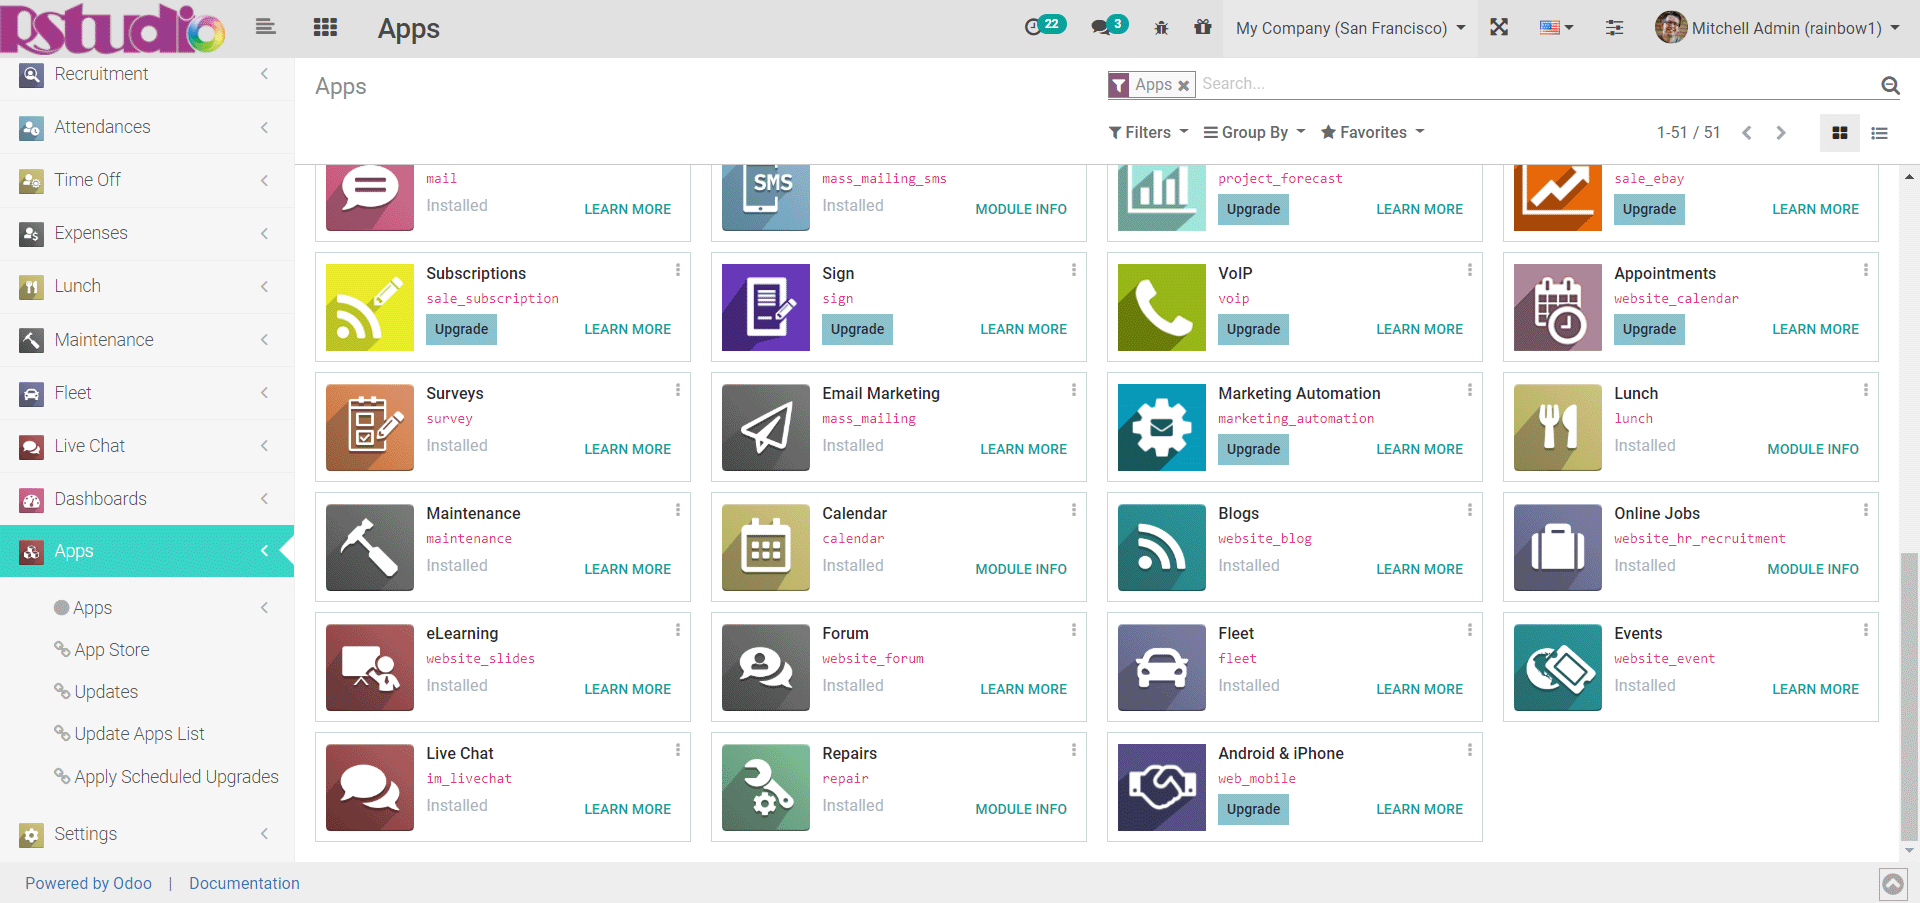 RStudio
Apps
22
3
My Company (San Francisco)
Mitchell Admin (rainbow1)
Recruitment
Attendances
Time Off
Expenses
Lunch
Maintenance
Fleet
Live Chat
Dashboards
Apps
Apps
App Store
Updates
Update Apps List
Apply Scheduled Upgrades
Settings
Apps
Apps
Search...
Filters
Group By
Favorites
1-51 / 51
mail
Installed
LEARN MORE
SMS
mass_mailing_sms
Installed
MODULE INFO
project_forecast
Upgrade
LEARN MORE
sale_ebay
Upgrade
LEARN MORE
Subscriptions
sale_subscription
Upgrade
LEARN MORE
Sign
sign
Upgrade
LEARN MORE
VoIP
voip
Upgrade
LEARN MORE
Appointments
website_calendar
Upgrade
LEARN MORE
Surveys
survey
Installed
LEARN MORE
Email Marketing
mass_mailing
Installed
LEARN MORE
Marketing Automation
marketing_automation
Upgrade
LEARN MORE
Lunch
lunch
Installed
MODULE INFO
Maintenance
maintenance
Installed
LEARN MORE
Calendar
calendar
Installed
MODULE INFO
Blogs
website_blog
Installed
LEARN MORE
Online Jobs
website_hr_recruitment
Installed
MODULE INFO
eLearning
website_slides
Installed
LEARN MORE
Forum
website_forum
Installed
LEARN MORE
Fleet
fleet
Installed
LEARN MORE
Events
website_event
Installed
LEARN MORE
Live Chat
im_livechat
Installed
LEARN MORE
Repairs
repair
Installed
MODULE INFO
Android & iPhone
web_mobile
Upgrade
LEARN MORE
Powered by Odoo | Documentation